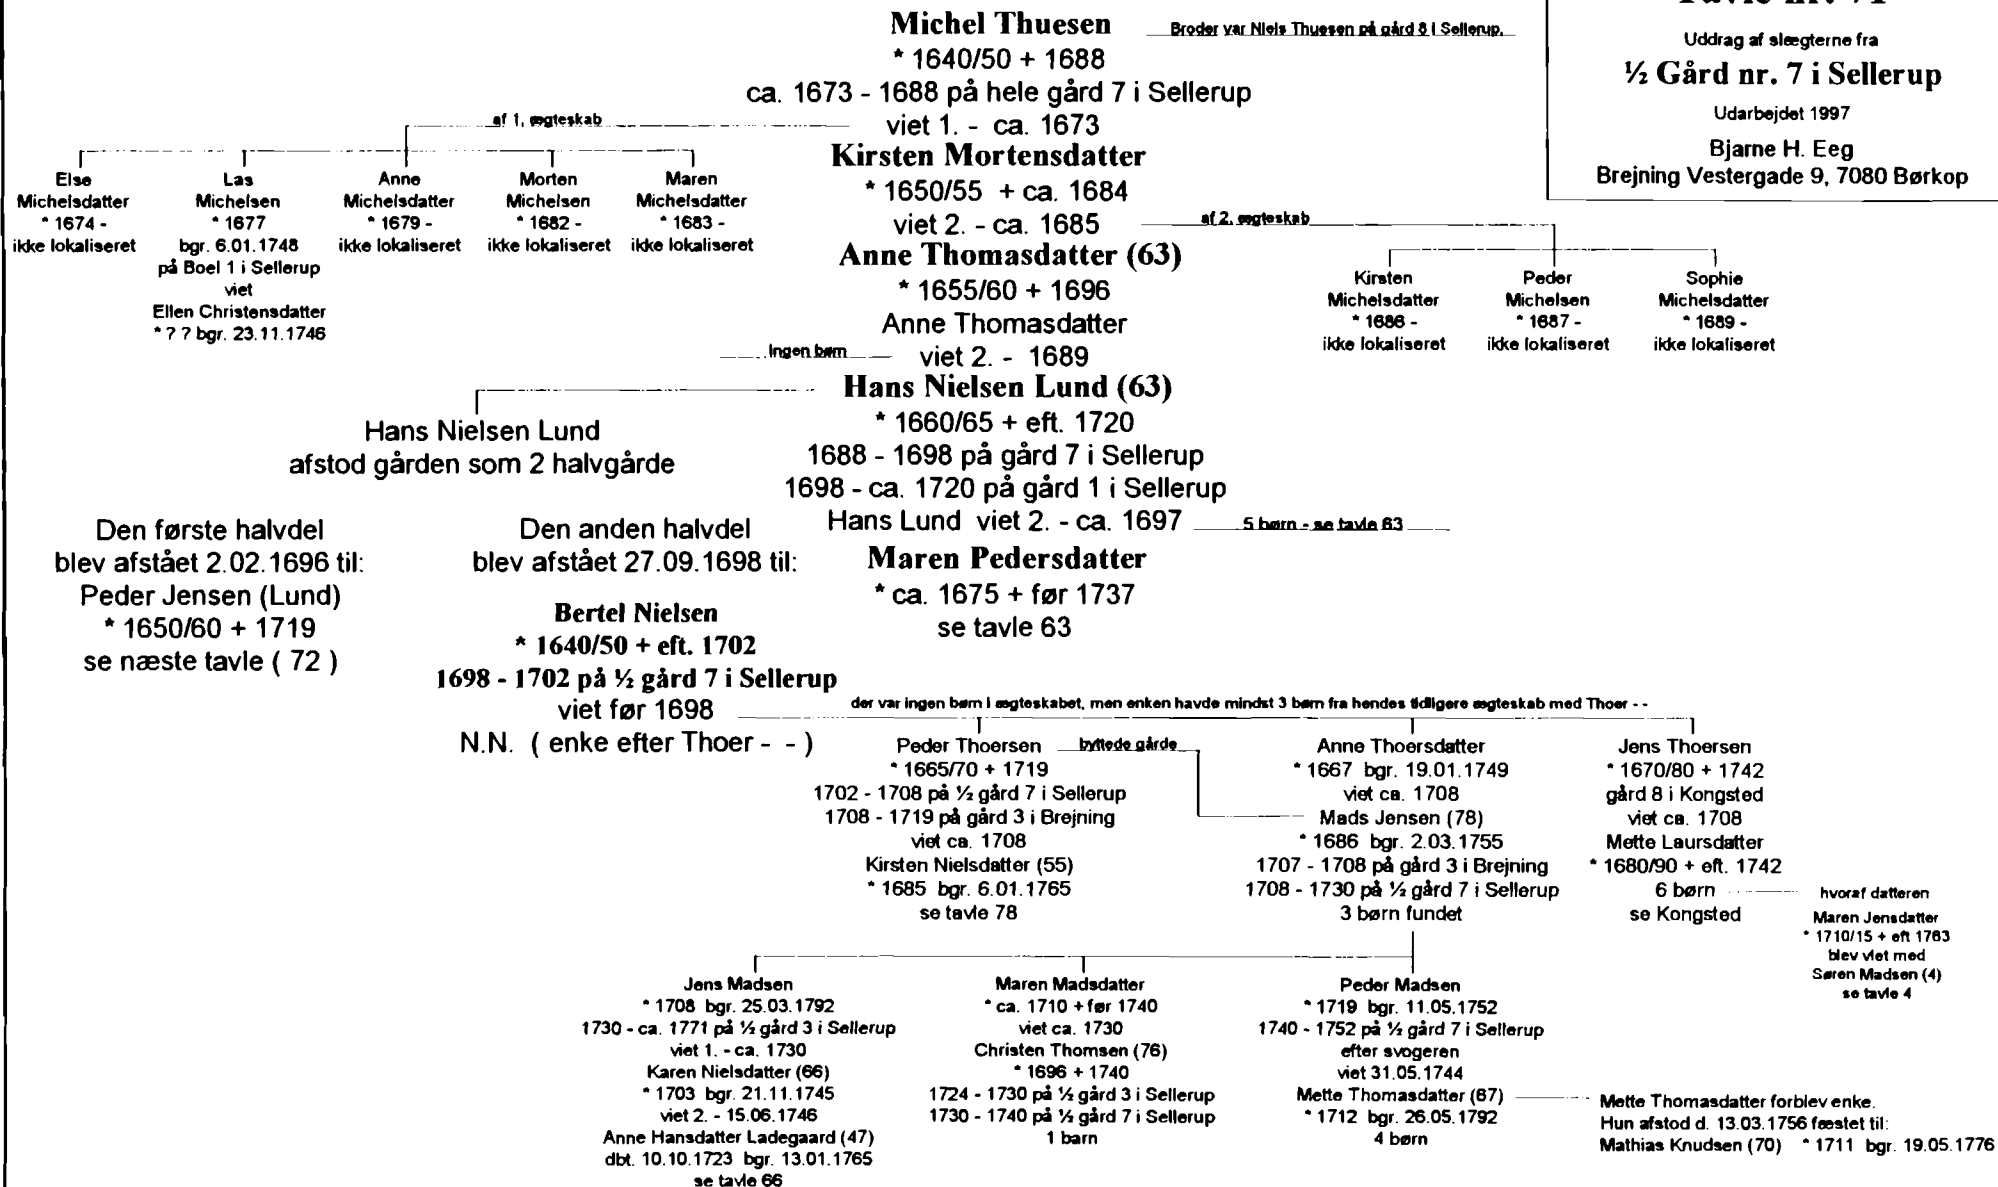 Michel Thuesen
* 1640/50 + 1688
ca. 1673 - 1688 på hele gård 7 i Sellerup
viet 1. - ca. 1673
Kirsten Mortensdatter
* 1650/55 + ca. 1684
viet 2. - ca. 1685
Anne Thomasdatter (63)
* 1655/60 + 1696
Anne Thomasdatter
viet 2. - 1689
Hans Nielsen Lund (63)
* 1660/65 + eft. 1720
1688 - 1698 på gård 7 i Sellerup
1698 - ca. 1720 på gård 1 i Sellerup
Hans Lund viet 2. - ca. 1697
Maren Pedersdatter
* ca. 1675 + før 1737
se tavle 63
Broder var Niels Thuesen på gård 8 i Sellerup.
Uddrag af slægterne fra
½ Gård nr. 7 i Sellerup
Udarbejdet 1997
Bjarne H. Eeg
Brejning Vestergade 9, 7080 Børkop
af 1. ægteskab
Else
Michelsdatter
* 1674 -
ikke lokaliseret
Las
Michelsen
* 1677
bgr. 6.01.1748
på Boel 1 i Sellerup
viet
Ellen Christensdatter
* ? ? bgr. 23.11.1746
Anne
Michelsdatter
* 1679 -
ikke lokaliseret
Morten
Michelsen
* 1682 -
ikke lokaliseret
Maren
Michelsdatter
* 1683 -
ikke lokaliseret
af 2. ægteskab
Kirsten
Michelsdatter
* 1686 -
ikke lokaliseret
Peder
Michelsen
* 1687 -
ikke lokaliseret
Sophie
Michelsdatter
* 1689 -
ikke lokaliseret
Ingen børn
Hans Nielsen Lund
afstod gården som 2 halvgårde
5 børn - se tavle 63
Den første halvdel
blev afstået 2.02.1696 til:
Peder Jensen (Lund)
* 1650/60 + 1719
se næste tavle ( 72 )
Den anden halvdel
blev afstået 27.09.1698 til:
Bertel Nielsen
* 1640/50 + eft. 1702
1698 - 1702 på ½ gård 7 i Sellerup
viet før 1698
N.N. ( enke efter Thoer - - )
der var ingen børn i ægteskabet, men enken havde mindst 3 børn fra hendes tidligere ægteskab med Thoer - -
Peder Thoersen
* 1665/70 + 1719
1702 - 1708 på ½ gård 7 i Sellerup
1708 - 1719 på gård 3 i Brejning
viet ca. 1708
Kirsten Nielsdatter (55)
* 1685 bgr. 6.01.1765
se tavle 78
byttede gårde
Anne Thoersdatter
* 1667 bgr. 19.01.1749
viet ca. 1708
Mads Jensen (78)
* 1686 bgr. 2.03.1755
1707 - 1708 på gård 3 i Brejning
1708 - 1730 på ½ gård 7 i Sellerup
3 børn fundet
Jens Thoersen
* 1670/80 + 1742
gård 8 i Kongsted
viet ca. 1708
Mette Laursdatter
* 1680/90 + eft. 1742
6 børn
se Kongsted
hvoraf datteren
Maren Jensdatter
* 1710/15 + eft 1763
blev viet med
Søren Madsen (4)
se tavle 4
Jens Madsen
* 1708 bgr. 25.03.1792
1730 - ca. 1771 på ½ gård 3 i Sellerup
viet 1. - ca. 1730
Karen Nielsdatter (66)
* 1703 bgr. 21.11.1745
viet 2. - 15.06.1746
Anne Hansdatter Ladegaard (47)
dbt. 10.10.1723 bgr. 13.01.1765
se tavle 66
Maren Madsdatter
* ca. 1710 + før 1740
viet ca. 1730
Christen Thomsen (76)
* 1696 + 1740
1724 - 1730 på ½ gård 3 i Sellerup
1730 - 1740 på ½ gård 7 i Sellerup
1 barn
Peder Madsen
* 1719 bgr. 11.05.1752
1740 - 1752 på ½ gård 7 i Sellerup
efter svogeren
viet 31.05.1744
Mette Thomasdatter (67)
* 1712 bgr. 26.05.1792
4 børn
Mette Thomasdatter forblev enke.
Hun afstod d. 13.03.1756 fæstet til:
Mathias Knudsen (70) * 1711 bgr. 19.05.1776